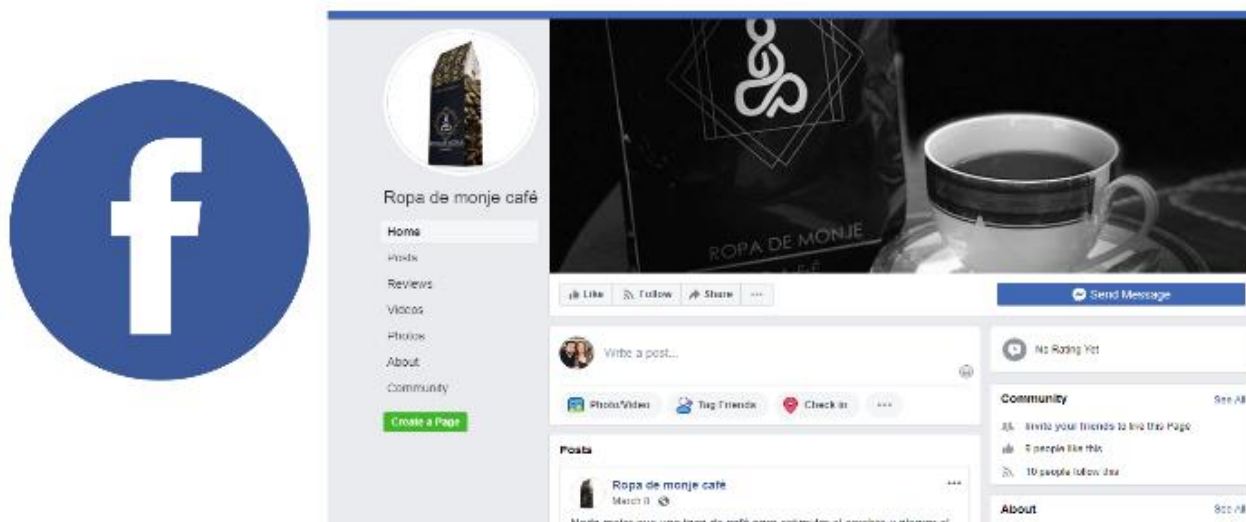 f
Ropa de monje café
Home
Posts
Reviews
Videos
Photos
About
Community
Create a Page
ROPA DE MONJE
CAFÉ
Like Follow Share ...
Send Message
Write a post...
Photo/Video Tag Friends Check in ...
Posts
Ropa de monje café
March 8
...
No Rating Yet
Community See All
Invite your friends to like this Page
9 people like this
10 people follow this
About See All